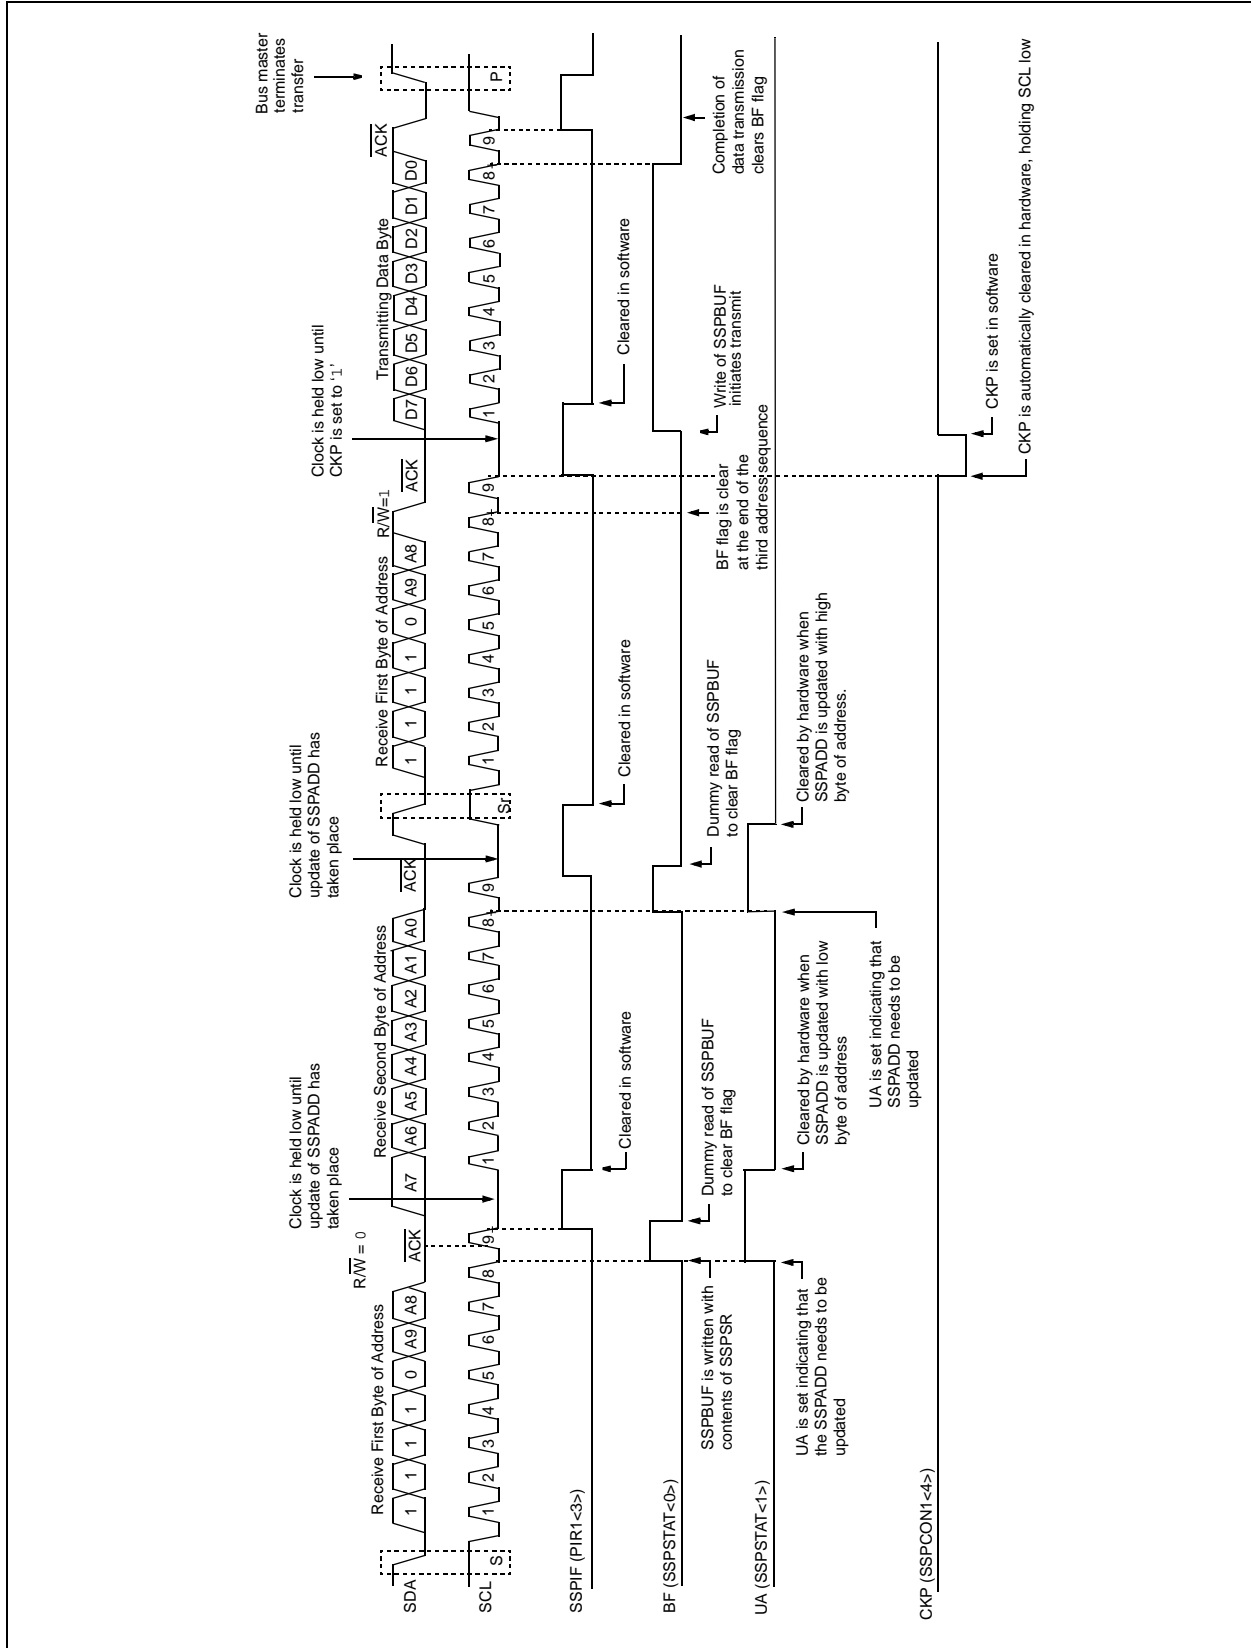 Bus master
terminates
transfer
Clock is held low until
update of SSPADD has
taken place
Clock is held low until
update of SSPADD has
taken place
Clock is held low until
CKP is set to ‘1’
R/W = 0
R/W=1
Receive First Byte of Address
ACK
Receive Second Byte of Address
ACK
Receive First Byte of Address
ACK
Transmitting Data Byte
ACK
SDA
1 1 1 1 0 A9 A8
A7 A6 A5 A4 A3 A2 A1 A0
1 1 1 1 0 A9 A8
D7 D6 D5 D4 D3 D2 D1 D0
SCL
S
1 2 3 4 5 6 7 8 9
1 2 3 4 5 6 7 8 9
Sr
1 2 3 4 5 6 7 8 9
1 2 3 4 5 6 7 8 9
P
SSPIF (PIR1<3>)
Cleared in software
Cleared in software
Cleared in software
BF (SSPSTAT<0>)
SSPBUF is written with
contents of SSPSR
Dummy read of SSPBUF
to clear BF flag
Dummy read of SSPBUF
to clear BF flag
BF flag is clear
at the end of the
third address sequence
Write of SSPBUF
initiates transmit
Completion of
data transmission
clears BF flag
UA (SSPSTAT<1>)
UA is set indicating that
the SSPADD needs to be
updated
Cleared by hardware when
SSPADD is updated with low
byte of address
UA is set indicating that
SSPADD needs to be
updated
Cleared by hardware when
SSPADD is updated with high
byte of address.
CKP (SSPCON1<4>)
CKP is set in software
CKP is automatically cleared in hardware, holding SCL low